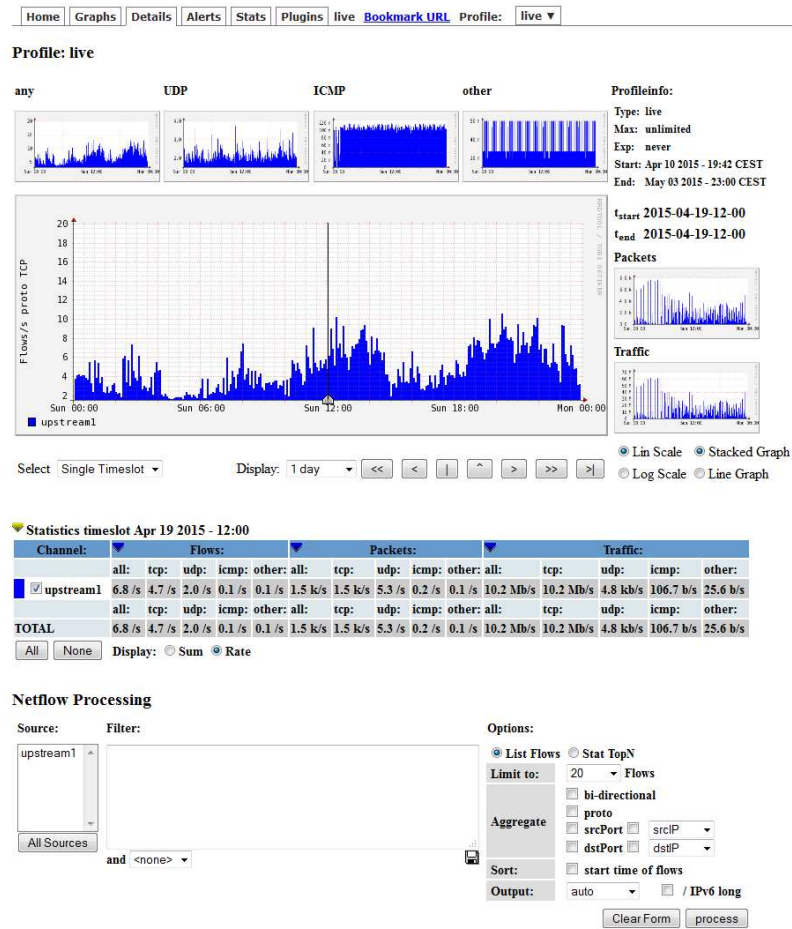 Home Graphs Details Alerts Stats Plugins live Bookmark URL Profile: live ▼
Profile: live
any UDP ICMP other Profileinfo:
Type: live
Max: unlimited
Exp: never
Start: Apr 10 2015 - 19:42 CEST
End: May 03 2015 - 23:00 CEST
tstart 2015-04-19-12-00
tend 2015-04-19-12-00
Packets
Traffic
Flows/s proto TCP
20
18
16
14
12
10
8
6
4
2
Sun 00:00 Sun 06:00 Sun 12:00 Sun 18:00 Mon 00:00
upstream1
Lin Scale Stacked Graph
Log Scale Line Graph
Select Single Timeslot Display: 1 day << < | ^ > >> >|
Statistics timeslot Apr 19 2015 - 12:00
Channel: Flows: Packets: Traffic:
all: tcp: udp: icmp: other: all: tcp: udp: icmp: other: all: tcp: udp: icmp: other:
upstream1 6.8 /s 4.7 /s 2.0 /s 0.1 /s 0.1 /s 1.5 k/s 1.5 k/s 5.3 /s 0.2 /s 0.1 /s 10.2 Mb/s 10.2 Mb/s 4.8 kb/s 106.7 b/s 25.6 b/s
all: tcp: udp: icmp: other: all: tcp: udp: icmp: other: all: tcp: udp: icmp: other:
TOTAL 6.8 /s 4.7 /s 2.0 /s 0.1 /s 0.1 /s 1.5 k/s 1.5 k/s 5.3 /s 0.2 /s 0.1 /s 10.2 Mb/s 10.2 Mb/s 4.8 kb/s 106.7 b/s 25.6 b/s
All None Display: Sum Rate
Netflow Processing
Source: Filter: Options:
upstream1
All Sources
and <none>
List Flows Stat TopN
Limit to: 20 Flows
Aggregate
bi-directional
proto
srcPort srcIP
dstPort dstIP
Sort: start time of flows
Output: auto / IPv6 long
Clear Form process